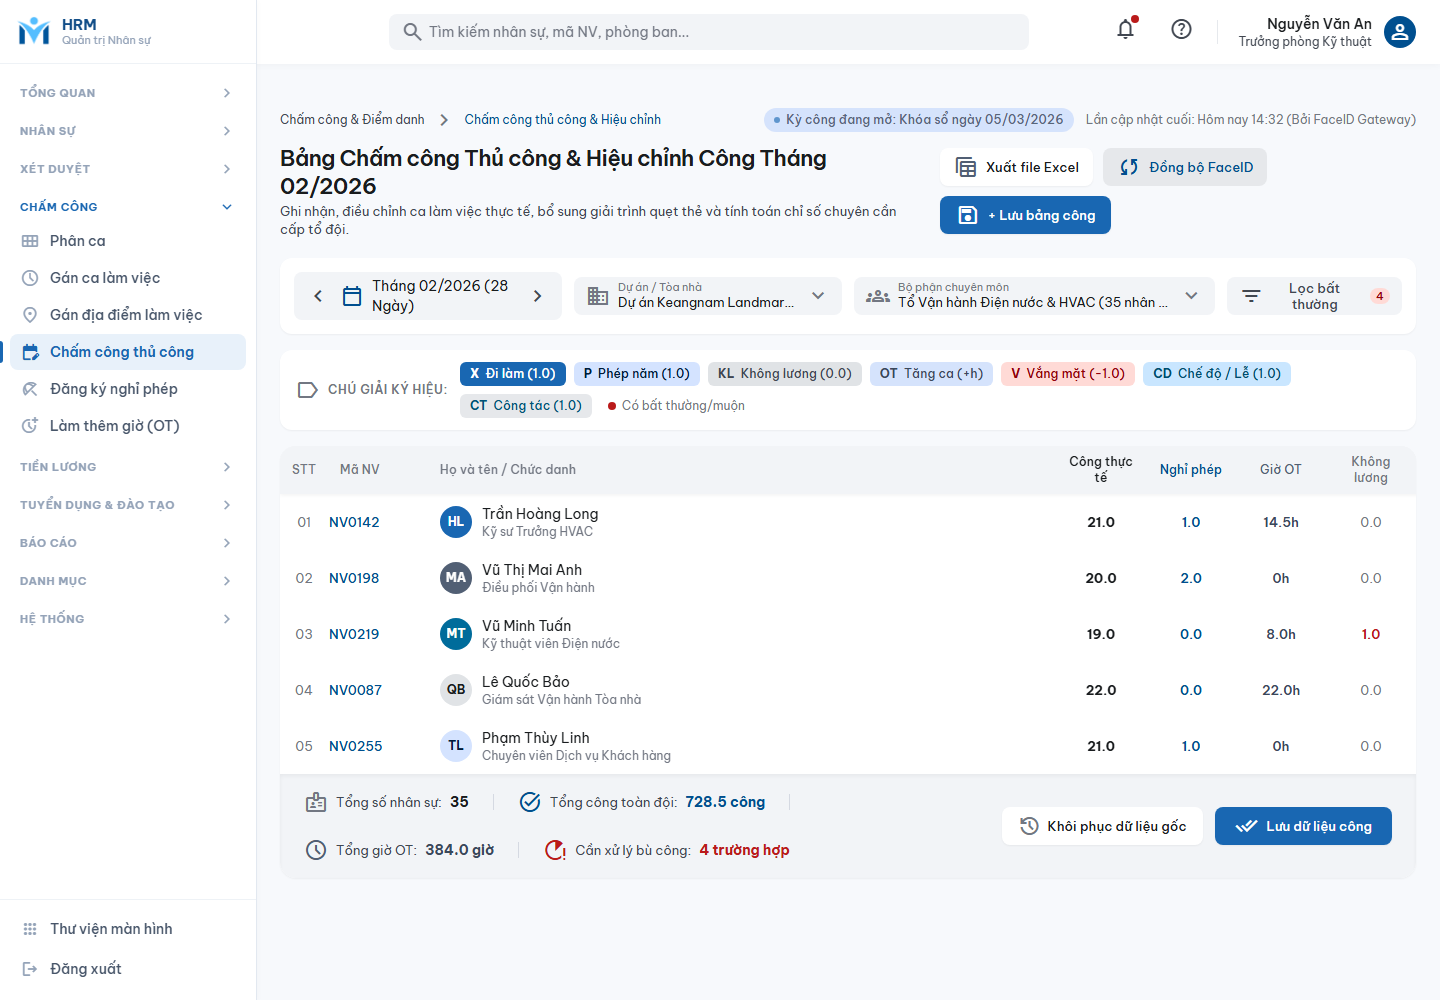 HRM
Quản trị Nhân sự
TỔNG QUAN
NHÂN SỰ
XÉT DUYỆT
CHẤM CÔNG
Phân ca
Gán ca làm việc
Gán địa điểm làm việc
Chấm công thủ công
Đăng ký nghỉ phép
Làm thêm giờ (OT)
TIỀN LƯƠNG
TUYỂN DỤNG & ĐÀO TẠO
BÁO CÁO
DANH MỤC
HỆ THỐNG
Thư viện màn hình
Đăng xuất
Tìm kiếm nhân sự, mã NV, phòng ban...
Nguyễn Văn An
Trưởng phòng Kỹ thuật
Chấm công & Điểm danh
Chấm công thủ công & Hiệu chỉnh
Kỳ công đang mở: Khóa sổ ngày 05/03/2026
Lần cập nhật cuối: Hôm nay 14:32 (Bởi FaceID Gateway)
Bảng Chấm công Thủ công & Hiệu chỉnh Công Tháng
02/2026
Ghi nhận, điều chỉnh ca làm việc thực tế, bổ sung giải trình quẹt thẻ và tính toán chỉ số chuyên cần
cấp tổ đội.
Xuất file Excel
Đồng bộ FaceID
+ Lưu bảng công
Tháng 02/2026 (28
Ngày)
Dự án / Tòa nhà
Dự án Keangnam Landmar...
Bộ phận chuyên môn
Tổ Vận hành Điện nước & HVAC (35 nhân ...
Lọc bất
thường
4
CHÚ GIẢI KÝ HIỆU:
X Đi làm (1.0)
P Phép năm (1.0)
KL Không lương (0.0)
OT Tăng ca (+h)
V Vắng mặt (-1.0)
CD Chế độ / Lễ (1.0)
CT Công tác (1.0)
Có bất thường/muộn
STT
Mã NV
Họ và tên / Chức danh
Công thực
tế
Nghỉ phép
Giờ OT
Không
lương
01
NV0142
HL
Trần Hoàng Long
Kỹ sư Trưởng HVAC
21.0
1.0
14.5h
0.0
02
NV0198
MA
Vũ Thị Mai Anh
Điều phối Vận hành
20.0
2.0
0h
0.0
03
NV0219
MT
Vũ Minh Tuấn
Kỹ thuật viên Điện nước
19.0
0.0
8.0h
1.0
04
NV0087
QB
Lê Quốc Bảo
Giám sát Vận hành Tòa nhà
22.0
0.0
22.0h
0.0
05
NV0255
TL
Phạm Thùy Linh
Chuyên viên Dịch vụ Khách hàng
21.0
1.0
0h
0.0
Tổng số nhân sự: 35
Tổng công toàn đội: 728.5 công
Tổng giờ OT: 384.0 giờ
Cần xử lý bù công: 4 trường hợp
Khôi phục dữ liệu gốc
Lưu dữ liệu công